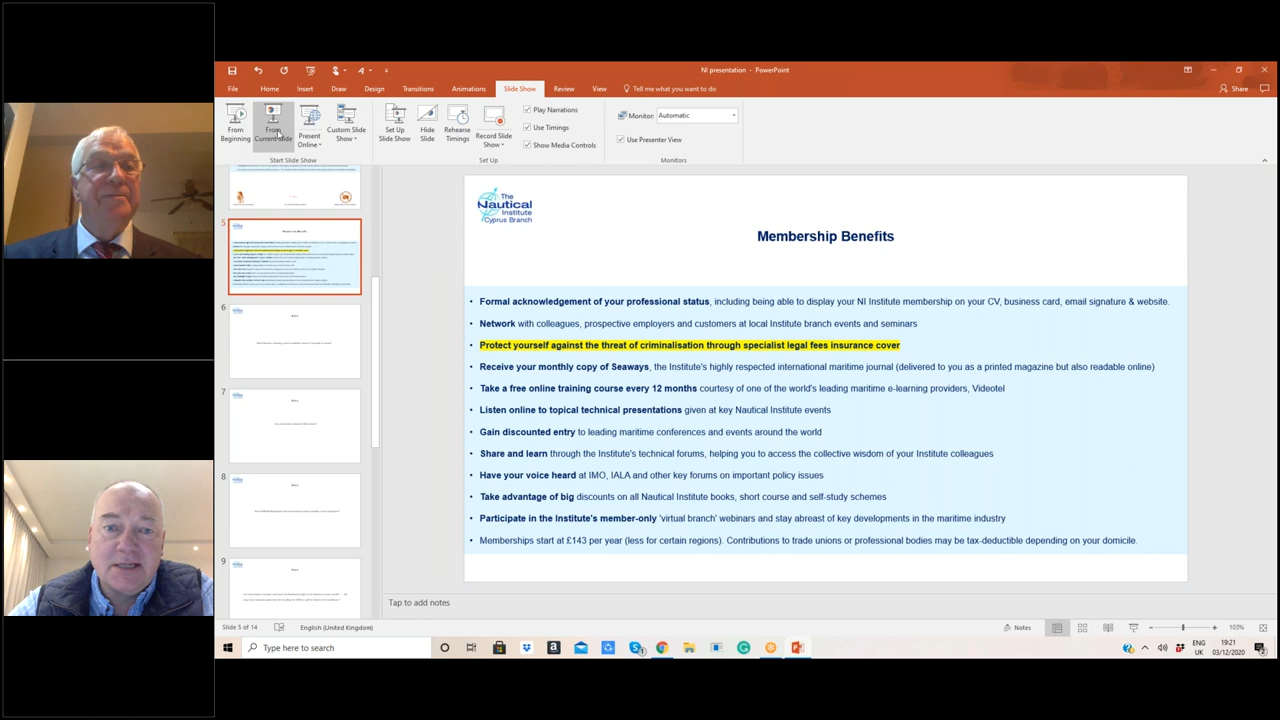 NI presentation - PowerPoint
File Home Insert Draw Design Transitions Animations Slide Show Review View Tell me what you want to do Share
From Beginning
From Current Slide
Present Online
Custom Slide Show
Set Up Slide Show
Hide Slide
Rehearse Timings
Record Slide Show
Play Narrations
Use Timings
Show Media Controls
Monitor: Automatic
Use Presenter View
Start Slide Show Set Up Monitors
5
6
7
8
9
The
Nautical
Institute
Cyprus Branch
Membership Benefits
• Formal acknowledgement of your professional status, including being able to display your NI Institute membership on your CV, business card, email signature & website.
• Network with colleagues, prospective employers and customers at local Institute branch events and seminars
• Protect yourself against the threat of criminalisation through specialist legal fees insurance cover
• Receive your monthly copy of Seaways, the Institute's highly respected international maritime journal (delivered to you as a printed magazine but also readable online)
• Take a free online training course every 12 months courtesy of one of the world's leading maritime e-learning providers, Videotel
• Listen online to topical technical presentations given at key Nautical Institute events
• Gain discounted entry to leading maritime conferences and events around the world
• Share and learn through the Institute's technical forums, helping you to access the collective wisdom of your Institute colleagues
• Have your voice heard at IMO, IALA and other key forums on important policy issues
• Take advantage of big discounts on all Nautical Institute books, short course and self-study schemes
• Participate in the Institute's member-only 'virtual branch' webinars and stay abreast of key developments in the maritime industry
• Memberships start at £143 per year (less for certain regions). Contributions to trade unions or professional bodies may be tax-deductible depending on your domicile.
Tap to add notes
Slide 5 of 14 English (United Kingdom) Notes 103%
Type here to search
ENG
UK
19:21
03/12/2020